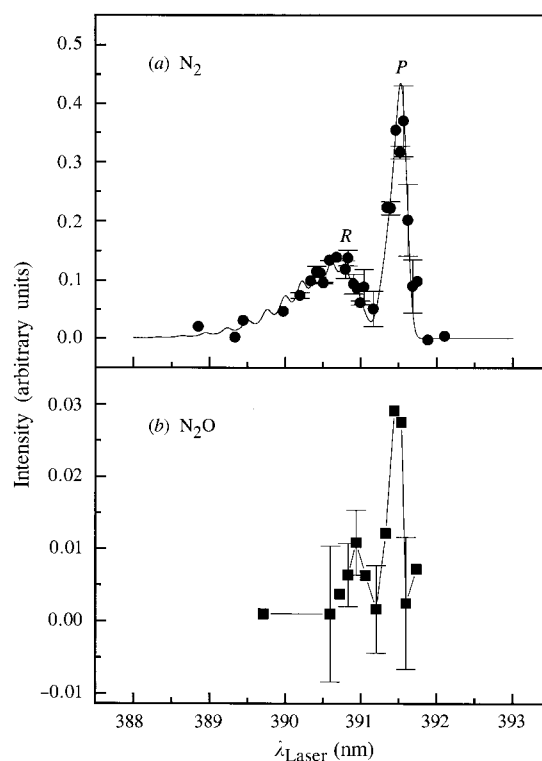 0.5
(a) N2
P
0.4
0.3
0.2
R
0.1
0.0
Intensity (arbitrary units)
0.03
(b) N2O
0.02
0.01
0.00
−0.01
388 389 390 391 392 393
λLaser (nm)